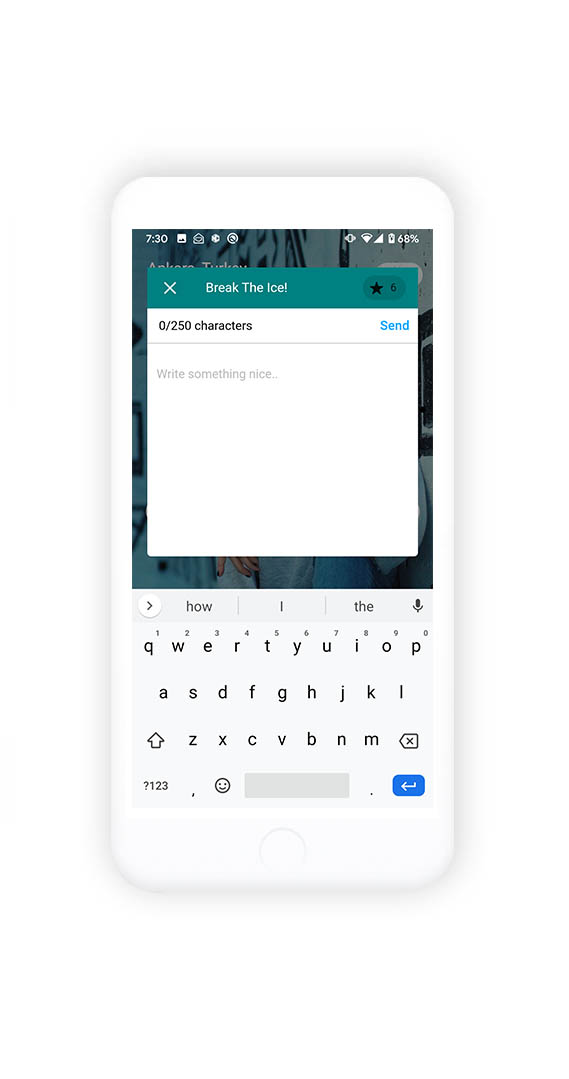 7:30 68%
Ankara, Turkey
Break The Ice! 6
0/250 characters Send
Write something nice..
how I the
1 2 3 4 5 6 7 8 9 0
q w e r t y u i o p
a s d f g h j k l
z x c v b n m
?123 , .